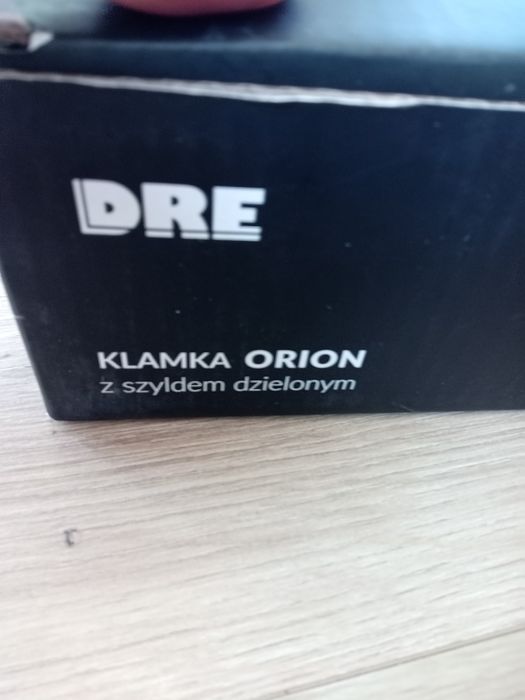 DRE
KLAMKA ORION
z szyldem dzielonym